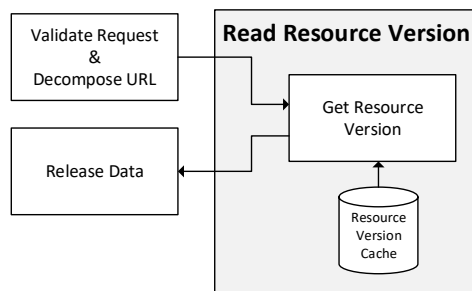 Validate Request
&
Decompose URL
Read Resource Version
Get Resource
Version
Release Data
Resource
Version
Cache